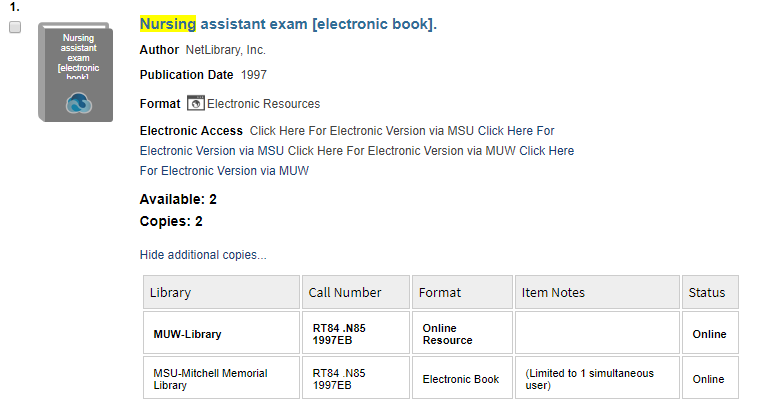 1.
Nursing assistant exam [electronic book].
Nursing
assistant
exam
[electronic
book]
Author NetLibrary, Inc.
Publication Date 1997
Format Electronic Resources
Electronic Access Click Here For Electronic Version via MSU Click Here For
Electronic Version via MSU Click Here For Electronic Version via MUW Click Here
For Electronic Version via MUW
Available: 2
Copies: 2
Hide additional copies...
Library Call Number Format Item Notes Status
MUW-Library RT84 .N85 1997EB Online Resource Online
MSU-Mitchell Memorial Library RT84 .N85 1997EB Electronic Book (Limited to 1 simultaneous user) Online